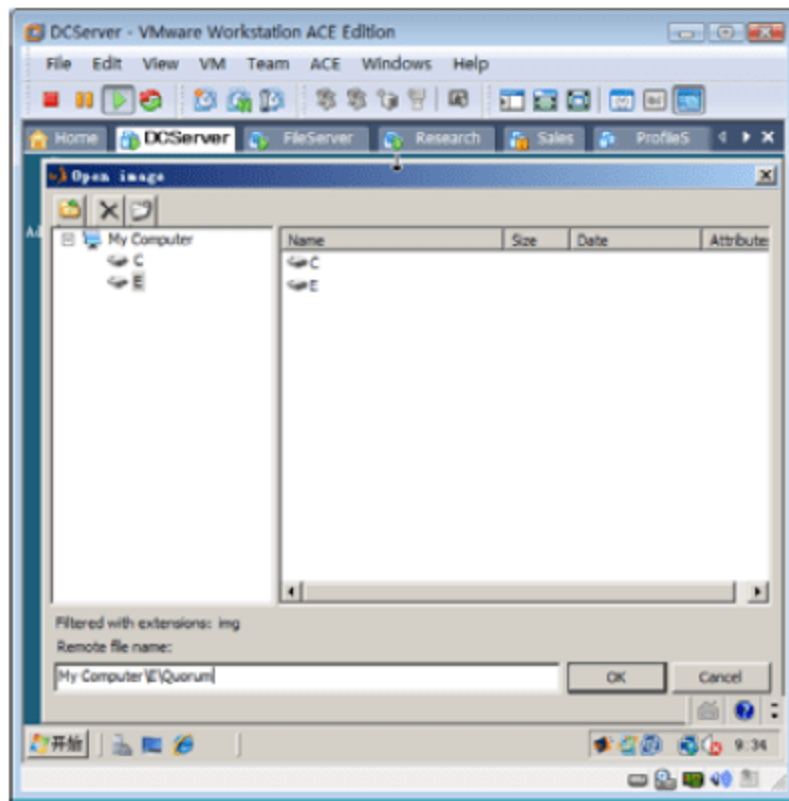 DCServer - VMware Workstation ACE Edition
File Edit View VM Team ACE Windows Help
Home DCServer FileServer Research Sales ProfileS
Open image
My Computer
C
E
Name Size Date Attribute
C
E
Filtered with extensions: img
Remote file name:
My Computer\E\Quorum
OK Cancel
开始 9:34